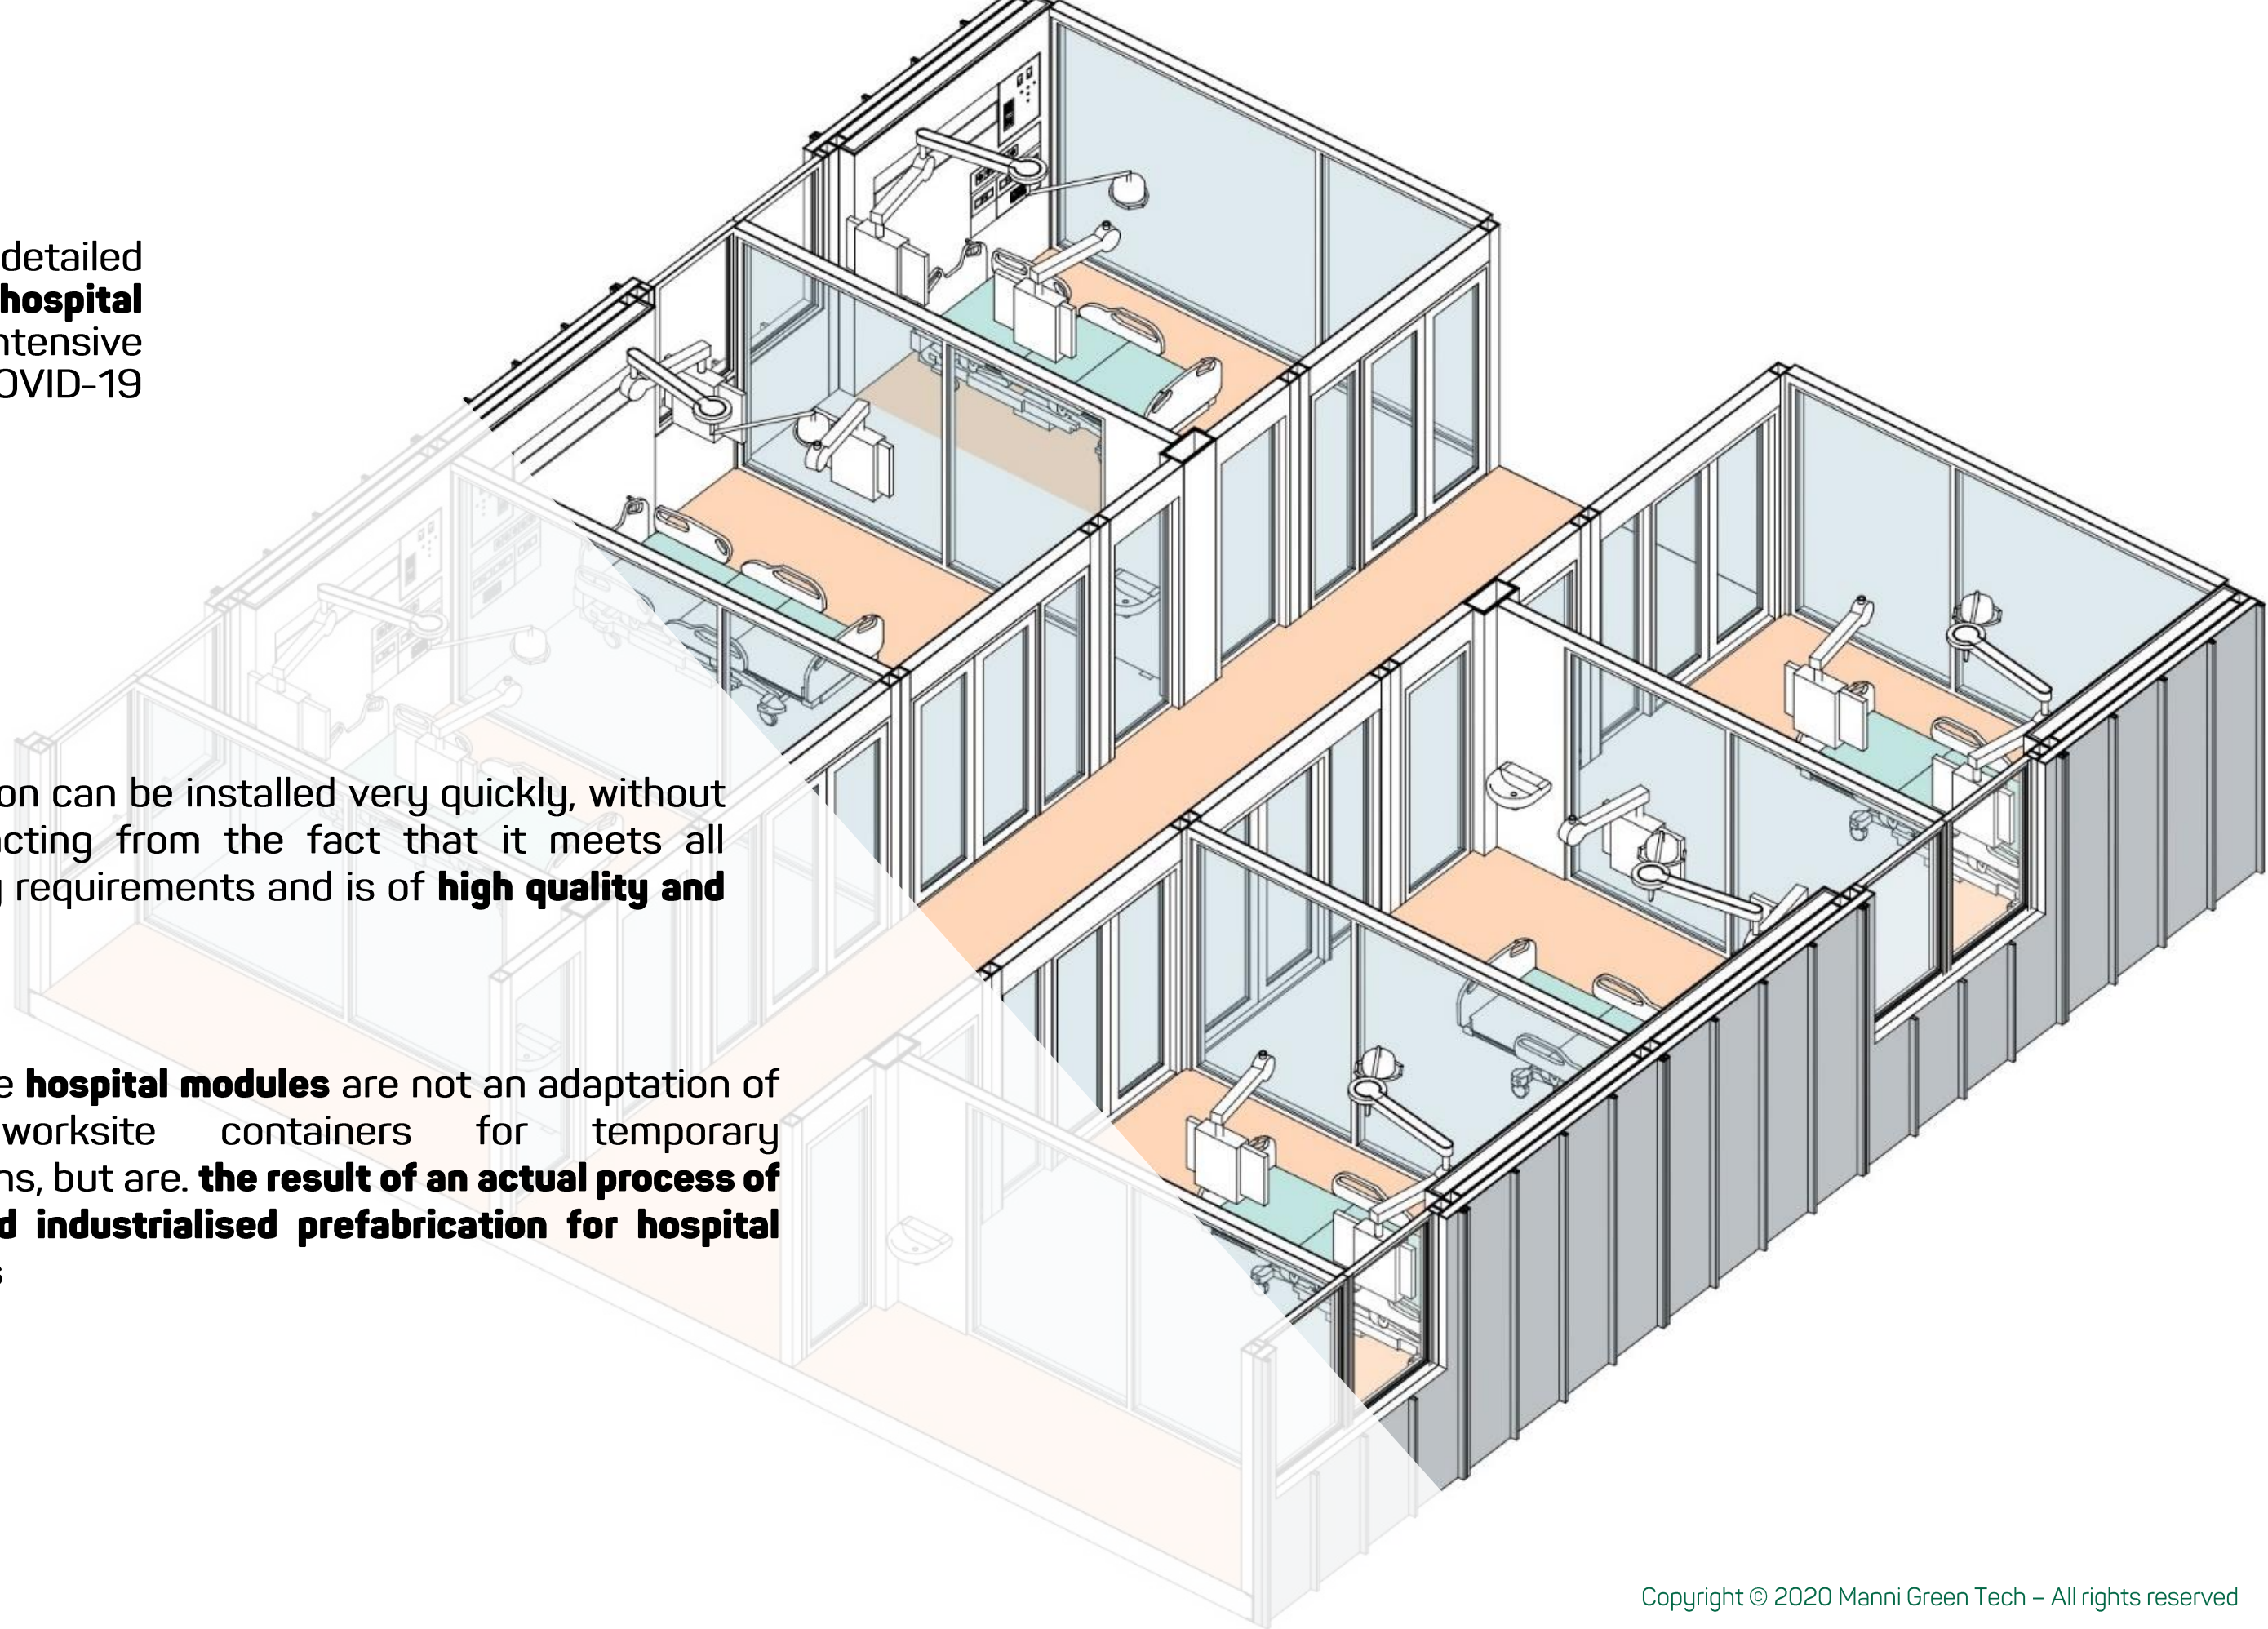 detailed
hospital
ntensive
OVID-19
on can be installed very quickly, without
cting from the fact that it meets all
requirements and is of high quality and
e hospital modules are not an adaptation of
worksite containers for temporary
ns, but are. the result of an actual process of
d industrialised prefabrication for hospital
s
Copyright © 2020 Manni Green Tech – All rights reserved